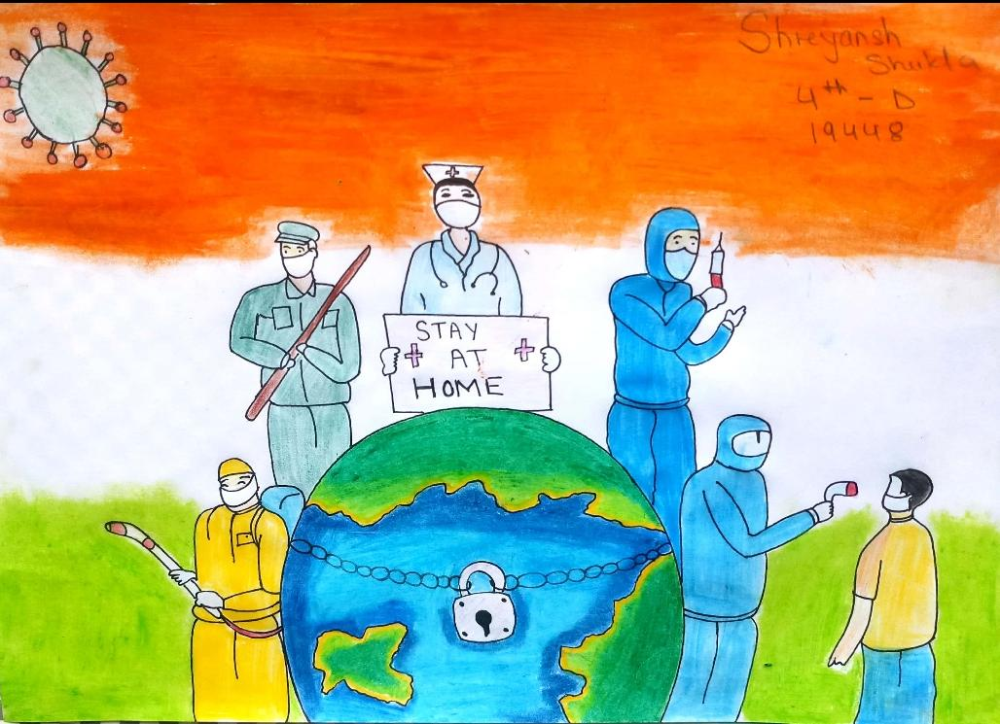 Shreyansh
Shukla
4th - D
19448
STAY
AT
HOME